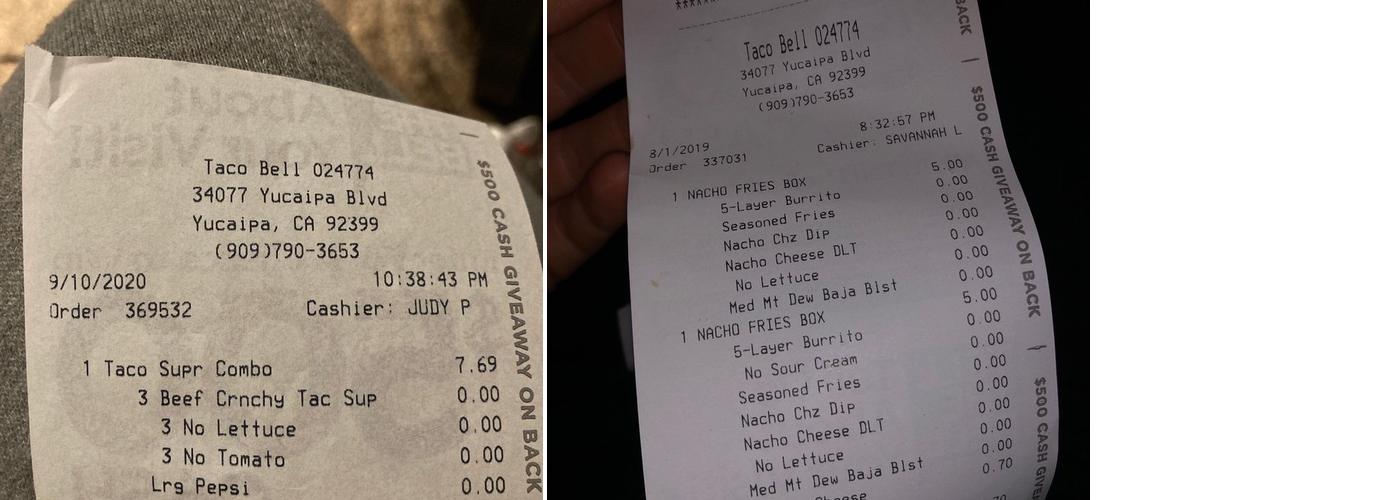 Taco Bell 024774
34077 Yucaipa Blvd
Yucaipa, CA 92399
(909)790-3653
9/10/2020 10:38:43 PM
Order 369532 Cashier: JUDY P
1 Taco Supr Combo 7.69
3 Beef Crnchy Tac Sup 0.00
3 No Lettuce 0.00
3 No Tomato 0.00
Lrg Pepsi 0.00
$500 CASH GIVEAWAY ON BACK
Taco Bell 024774
34077 Yucaipa Blvd
Yucaipa, CA 92399
(909)790-3653
8:32:57 PM
8/1/2019
Order 337031 Cashier: SAVANNAH L
1 NACHO FRIES BOX 5.00
5-Layer Burrito 0.00
Seasoned Fries 0.00
Nacho Chz Dip 0.00
Nacho Cheese DLT 0.00
No Lettuce 0.00
Med Mt Dew Baja Blst 0.00
1 NACHO FRIES BOX 5.00
5-Layer Burrito 0.00
No Sour Cream 0.00
Seasoned Fries 0.00
Nacho Chz Dip 0.00
Nacho Cheese DLT 0.00
No Lettuce 0.00
Med Mt Dew Baja Blst 0.00
0.70
BACK
$500 CASH GIVEAWAY ON BACK
$500 CASH